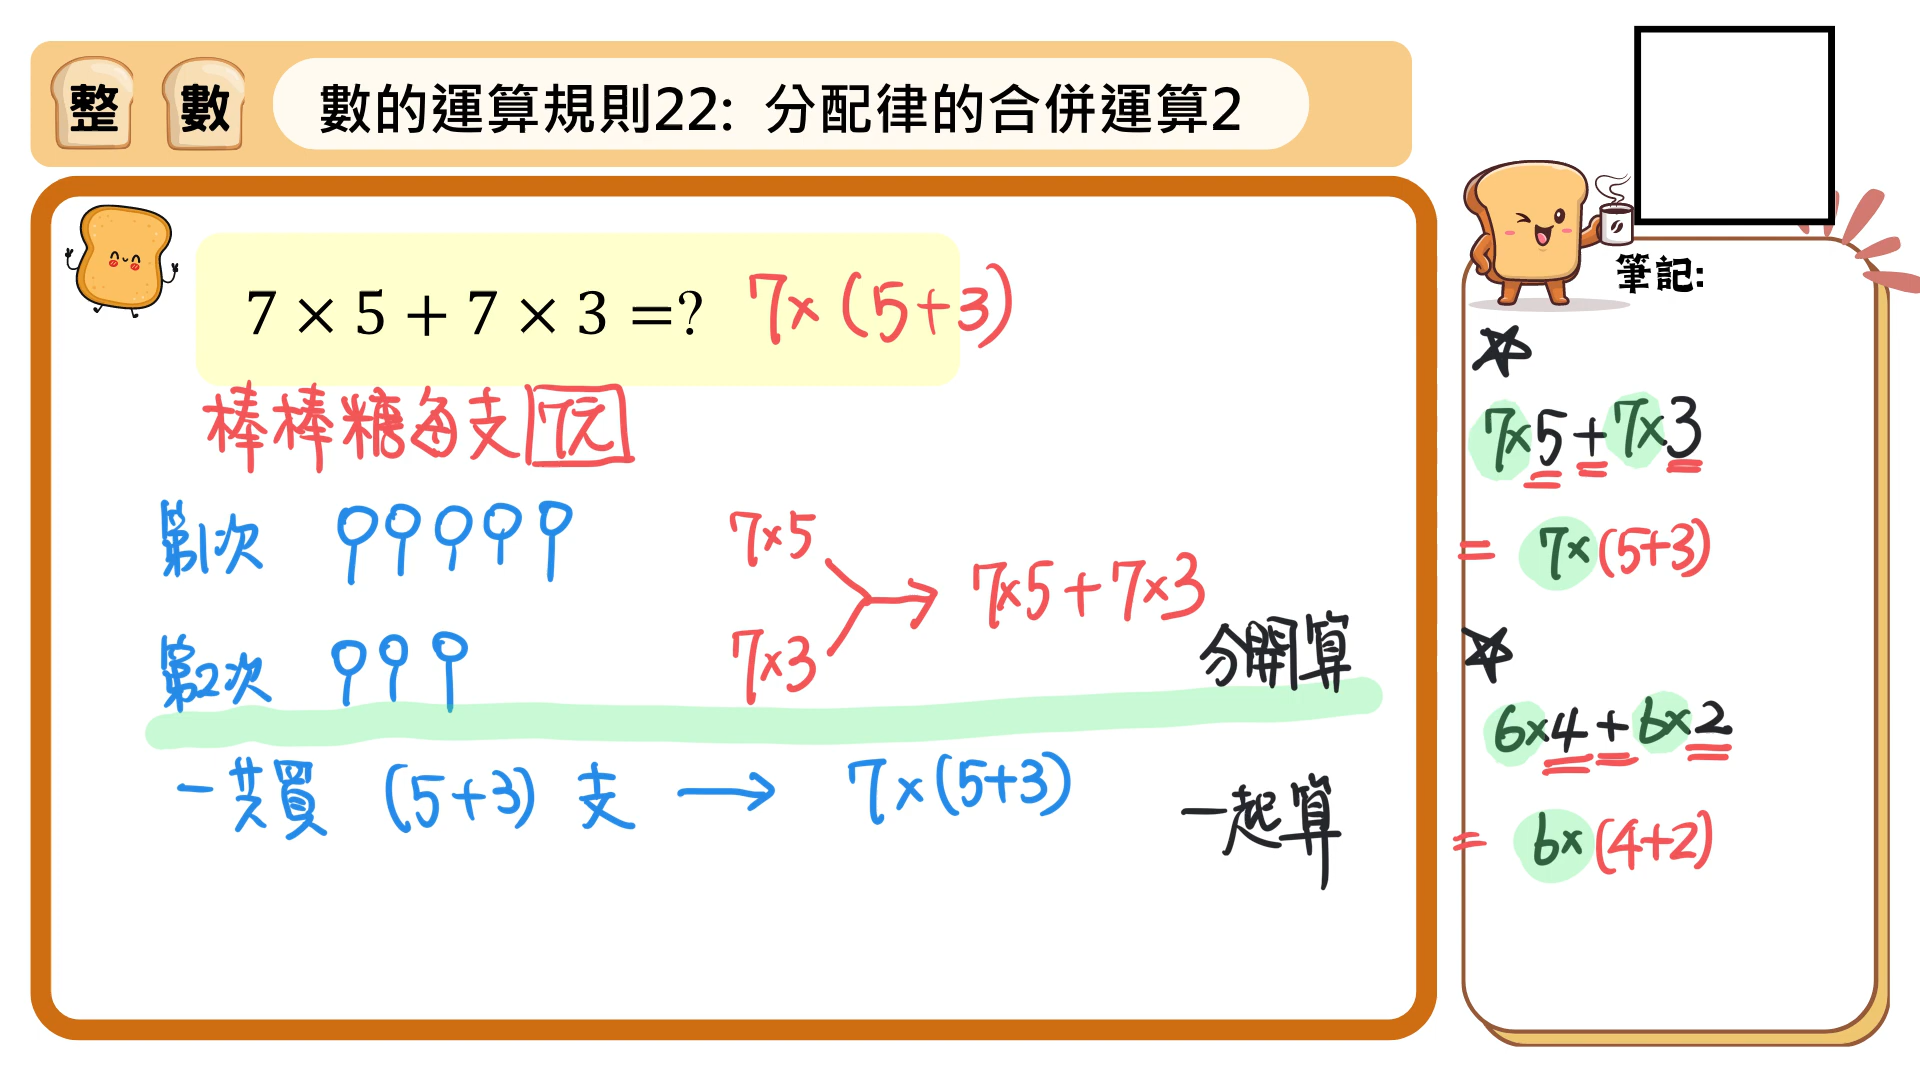 整數
數的運算規則22: 分配律的合併運算2
7 × 5 + 7 × 3 =? 7×(5+3)
棒棒糖每支7元
第1次
7×5
7×5+7×3
第2次
7×3
分開算
一共買 (5+3) 支 → 7×(5+3)
一起算
筆記:
☆
7×5+7×3
= 7×(5+3)
☆
6×4+6×2
= 6×(4+2)